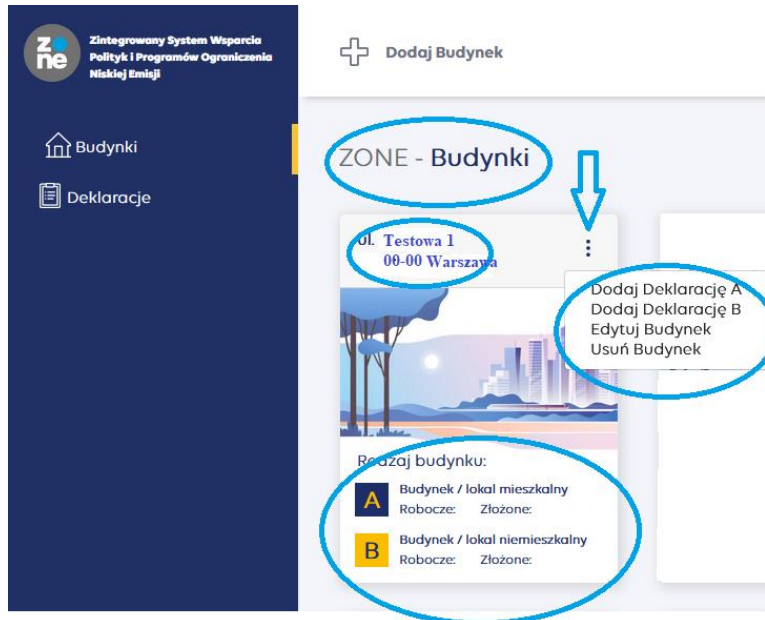 zone
Zintegrowany System Wsparcia
Polityk i Programów Ograniczenia
Niskiej Emisji
Dodaj Budynek
Budynki
Deklaracje
ZONE - Budynki
ul. Testowa 1
00-00 Warszawa
Dodaj Deklarację A
Dodaj Deklarację B
Edytuj Budynek
Usuń Budynek
Rodzaj budynku:
A
Budynek / lokal mieszkalny
Robocze: Złożone:
B
Budynek / lokal niemieszkalny
Robocze: Złożone: